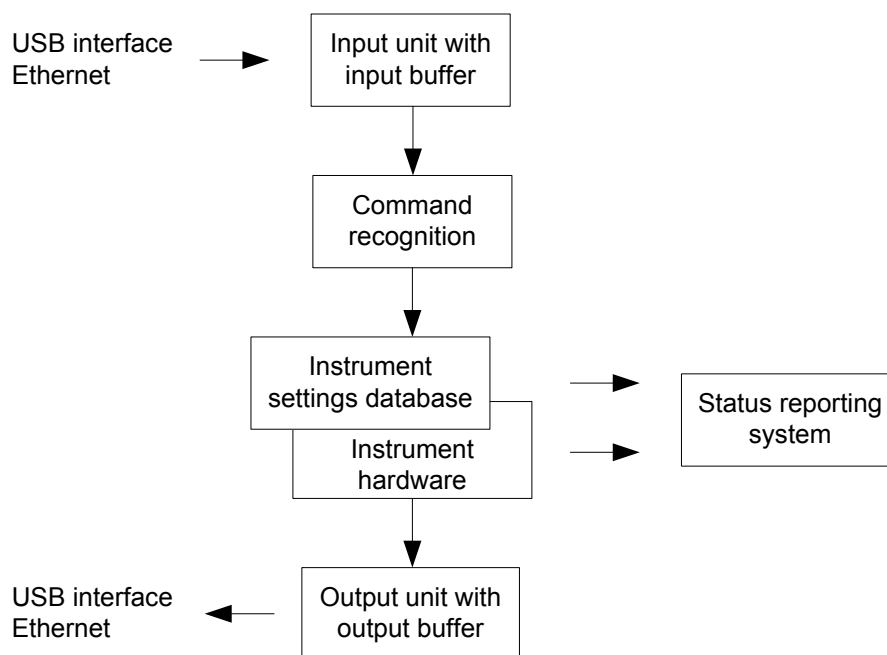 USB interface
Ethernet
Input unit with
input buffer
Command
recognition
Instrument
settings database
Instrument
hardware
Status reporting
system
USB interface
Ethernet
Output unit with
output buffer